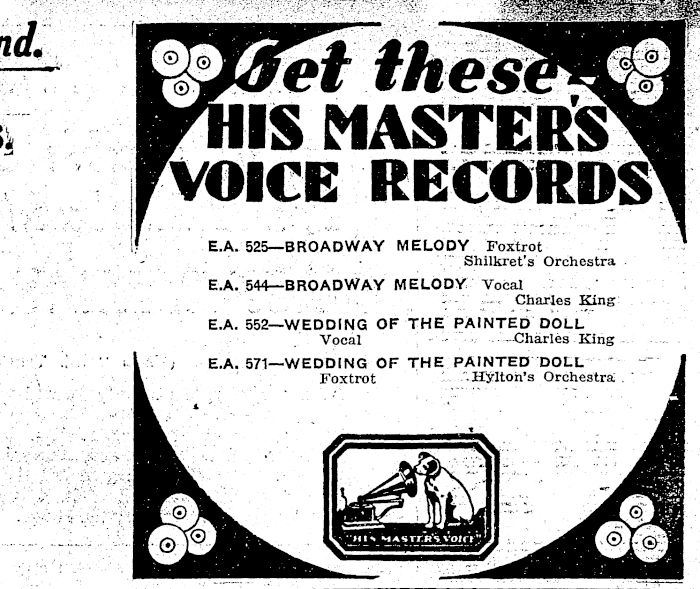 nd.
Get these—
HIS MASTER'S
VOICE RECORDS
E.A. 525—BROADWAY MELODY Foxtrot
Shilkret's Orchestra
E.A. 544—BROADWAY MELODY Vocal
Charles King
E.A. 552—WEDDING OF THE PAINTED DOLL
Vocal Charles King
E.A. 571—WEDDING OF THE PAINTED DOLL
Foxtrot Hylton's Orchestra
"HIS MASTER'S VOICE"